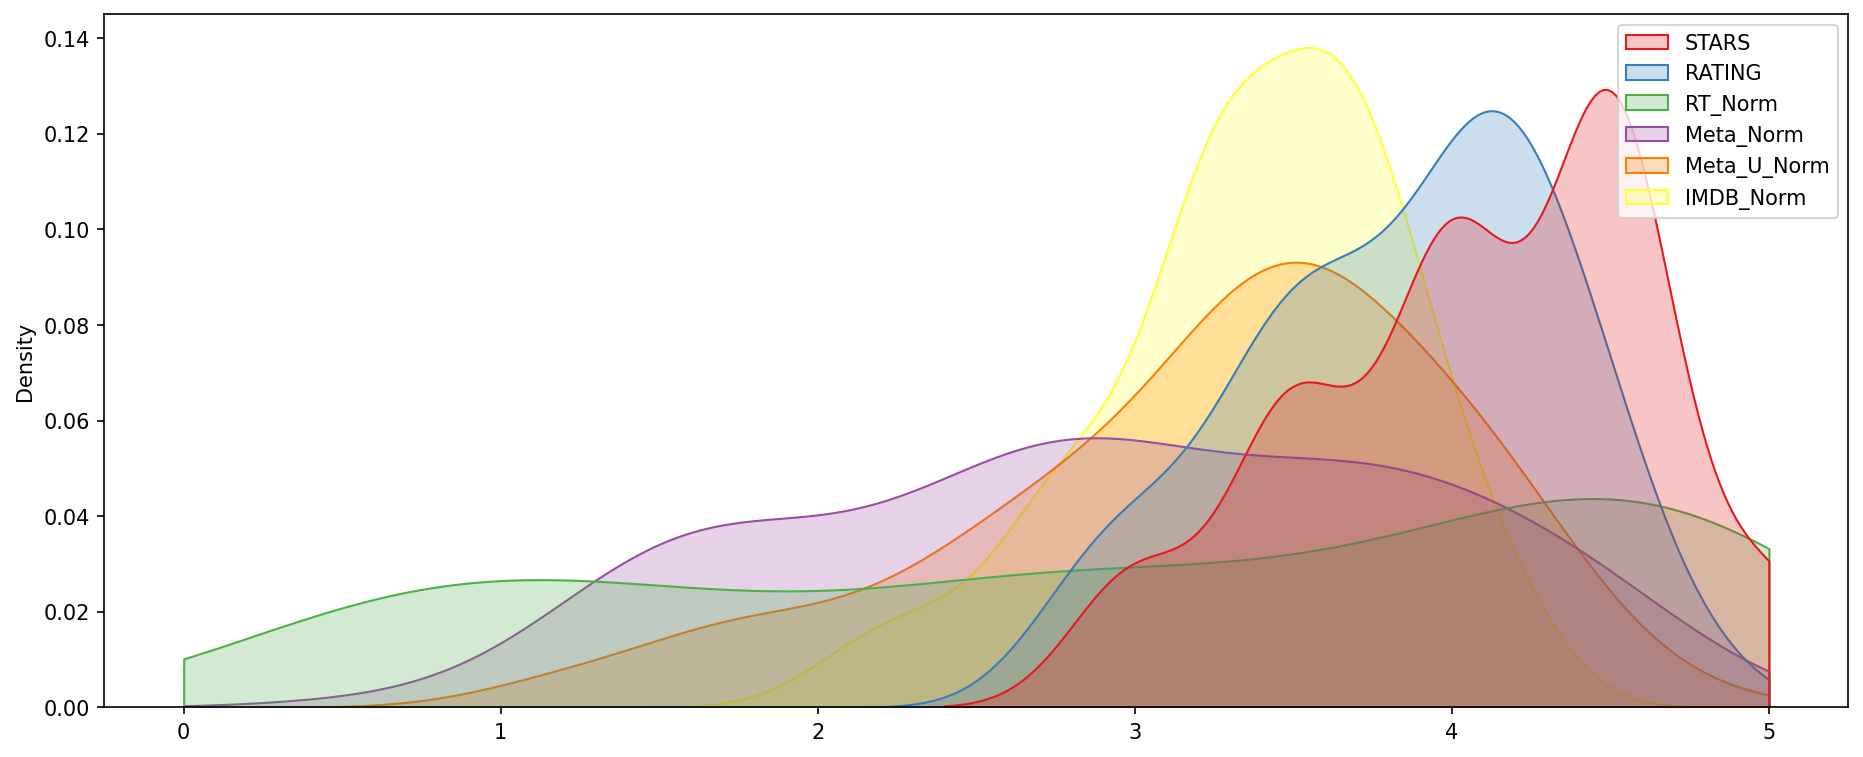 0.14
0.12
0.10
0.08
0.06
0.04
0.02
0.00
Density
0 1 2 3 4 5
STARS
RATING
RT_Norm
Meta_Norm
Meta_U_Norm
IMDB_Norm